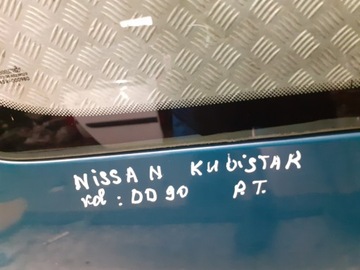 NISSAN KUBISTAR
kol: DD90 RT.